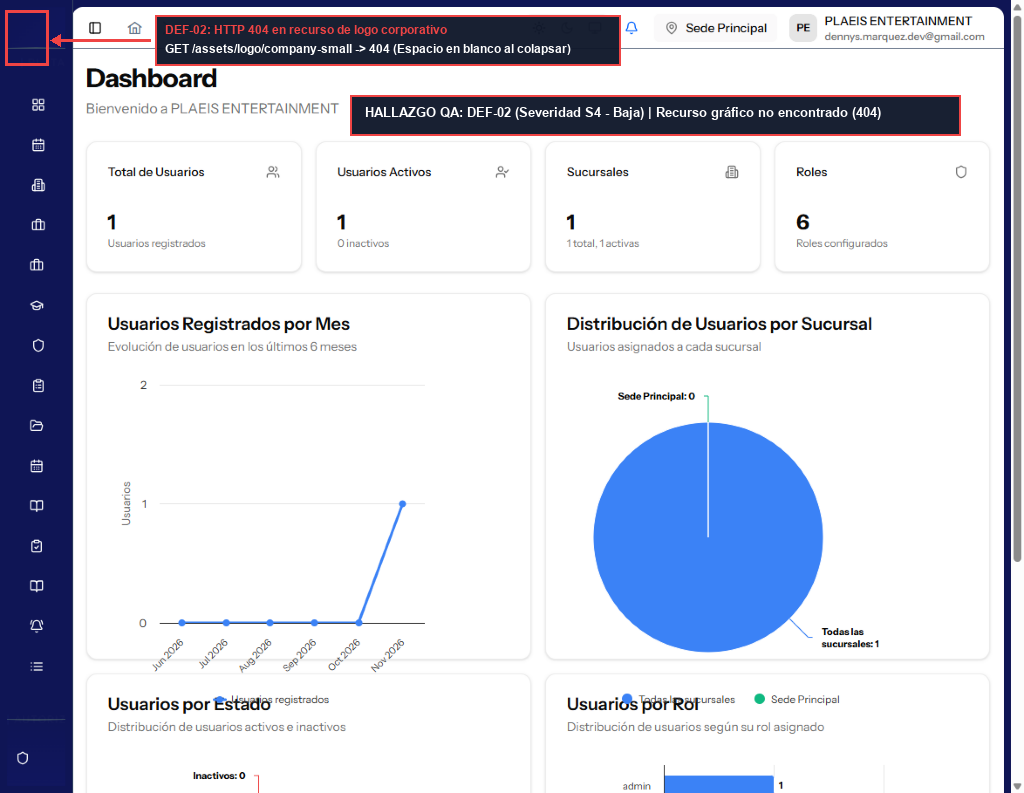 DEF-02: HTTP 404 en recurso de logo corporativo
GET /assets/logo/company-small -> 404 (Espacio en blanco al colapsar)
Sede Principal
PE
PLAEIS ENTERTAINMENT
dennys.marquez.dev@gmail.com
Dashboard
Bienvenido a PLAEIS ENTERTAINMENT
HALLAZGO QA: DEF-02 (Severidad S4 - Baja) | Recurso gráfico no encontrado (404)
Total de Usuarios
1
Usuarios registrados
Usuarios Activos
1
0 inactivos
Sucursales
1
1 total, 1 activas
Roles
6
Roles configurados
Usuarios Registrados por Mes
Evolución de usuarios en los últimos 6 meses
2
1
0
Usuarios
Jun 2026
Jul 2026
Aug 2026
Sep 2026
Oct 2026
Nov 2026
Usuarios registrados
Distribución de Usuarios por Sucursal
Usuarios asignados a cada sucursal
Sede Principal: 0
Todas las
sucursales: 1
Todas las sucursales
Sede Principal
Usuarios por Estado
Distribución de usuarios activos e inactivos
Inactivos: 0
Usuarios por Rol
Distribución de usuarios según su rol asignado
admin
1